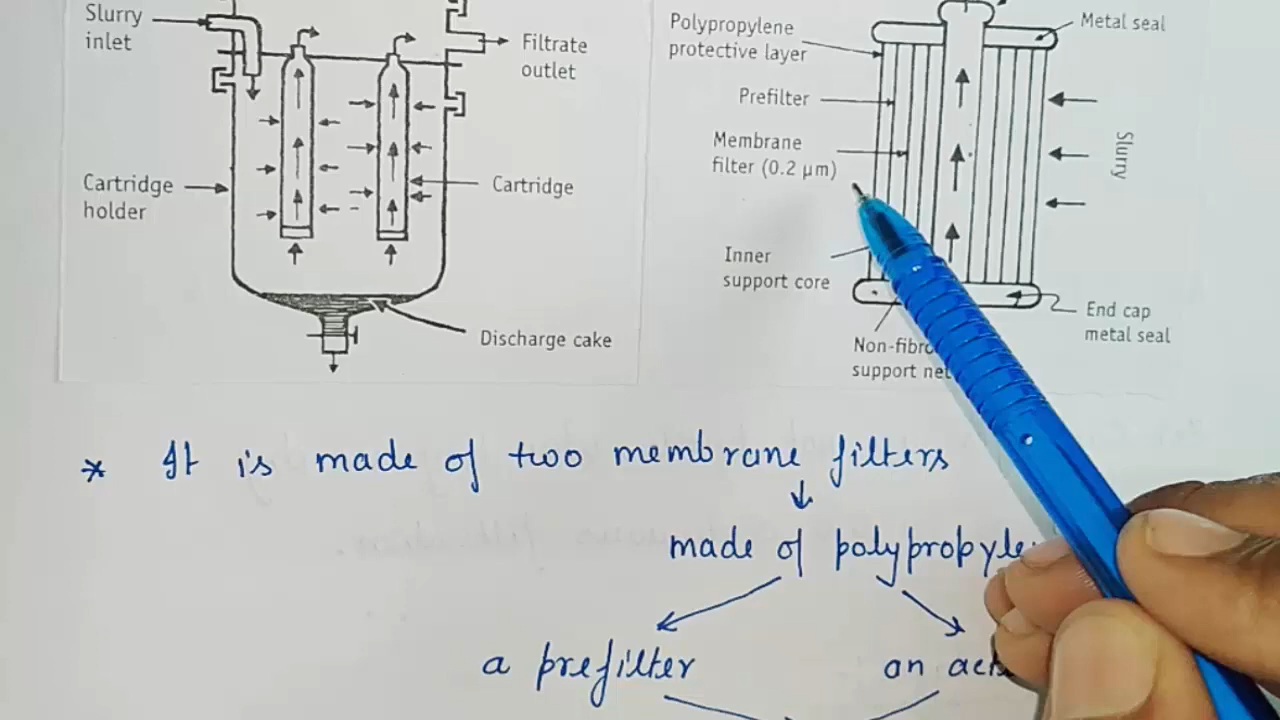 Slurry
inlet
Filtrate
outlet
Cartridge
holder
Cartridge
Discharge cake
Polypropylene
protective layer
Metal seal
Prefilter
Membrane
filter (0.2 µm)
Slurry
Inner
support core
End cap
metal seal
support
* It is made of two membrane filters
made of
a prefilter
an